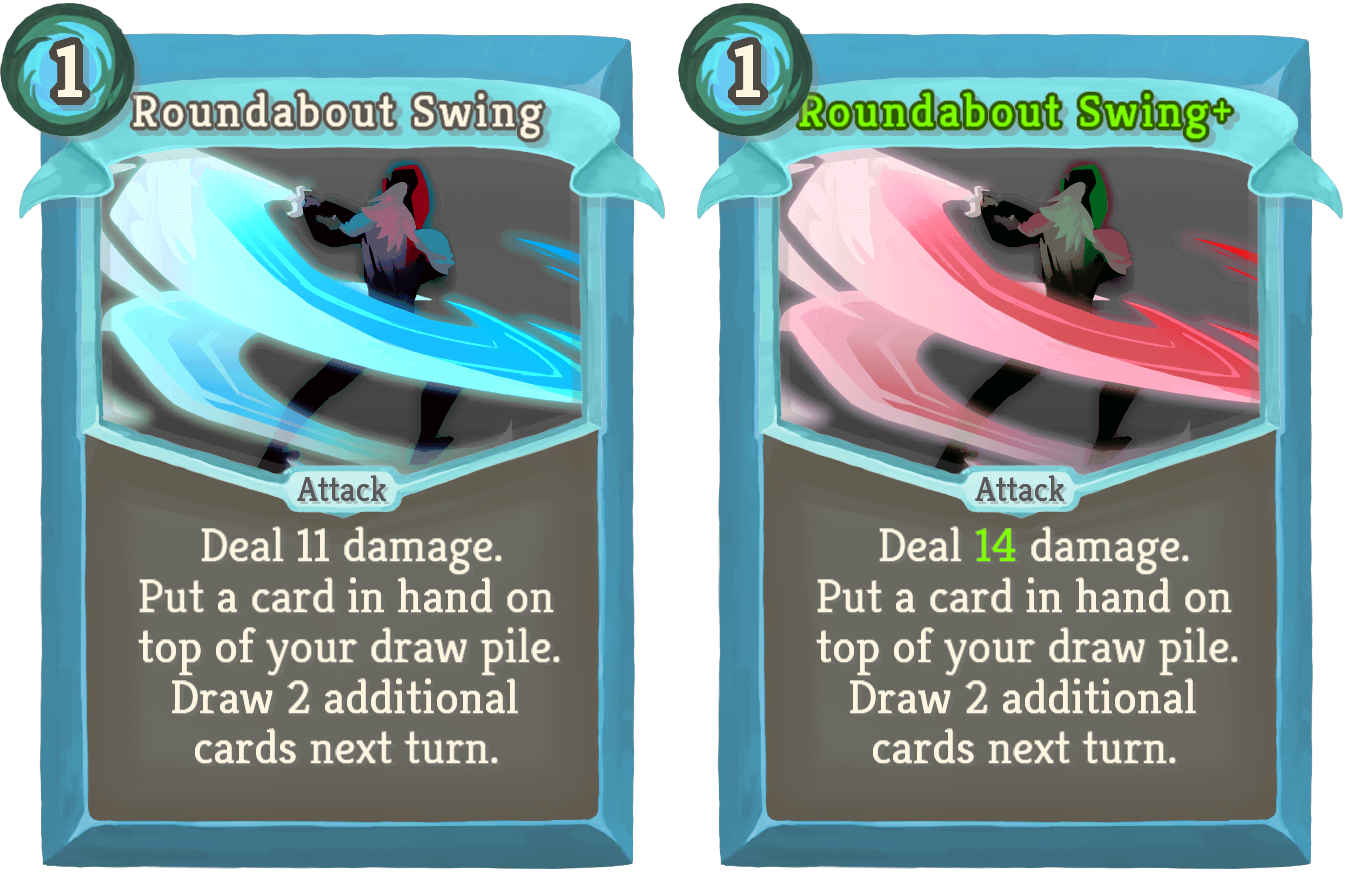 1
Roundabout Swing
Attack
Deal 11 damage.
Put a card in hand on
top of your draw pile.
Draw 2 additional
cards next turn.
1
Roundabout Swing+
Attack
Deal 14 damage.
Put a card in hand on
top of your draw pile.
Draw 2 additional
cards next turn.